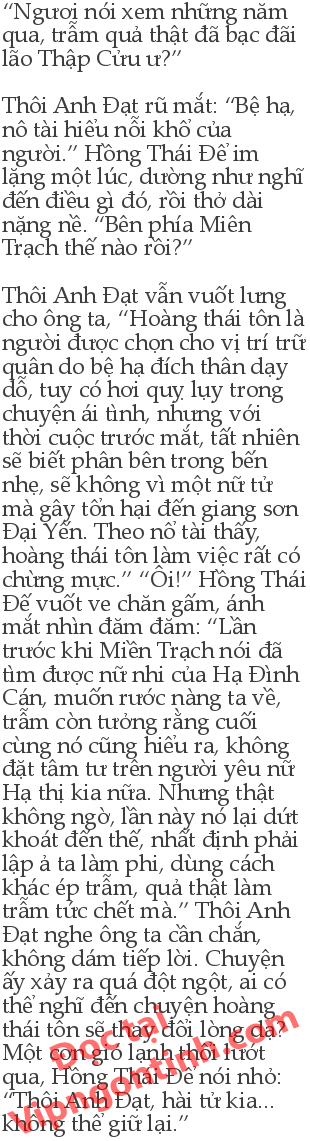 “Ngươi nói xem những năm
qua, trẫm quả thật đã bạc đãi
lão Thập Cửu ư?”
Thôi Anh Đạt rũ mắt: “Bệ hạ,
nô tài hiểu nỗi khổ của
người.” Hồng Thái Đế im
lặng một lúc, dường như nghĩ
đến điều gì đó, rồi thở dài
nặng nề. “Bên phía Miên
Trạch thế nào rồi?”
Thôi Anh Đạt vẫn vuốt lưng
cho ông ta, “Hoàng thái tôn là
người được chọn cho vị trí trữ
quân do bệ hạ đích thân dạy
dỗ, tuy có hơi quỵ lụy trong
chuyện ái tình, nhưng với
thời cuộc trước mắt, tất nhiên
sẽ biết phân bên trong bến
nhẹ, sẽ không vì một nữ tử
mà gây tổn hại đến giang sơn
Đại Yến. Theo nổ tài thấy,
hoàng thái tôn làm việc rất có
chừng mực.” “Ôi!” Hồng Thái
Đế vuốt ve chăn gấm, ánh
mắt nhìn đăm đăm: “Lần
trước khi Miền Trạch nói đã
tìm được nữ nhi của Hạ Đình
Cán, muốn rước nàng ta về,
trẫm còn tưởng rằng cuối
cùng nó cũng hiểu ra, không
đặt tâm tư trên người yêu nữ
Hạ thị kia nữa. Nhưng thật
không ngờ, lần này nó lại dứt
khoát đến thế, nhất định phải
lập ả ta làm phi, dùng cách
khác ép trẫm, quả thật làm
trẫm tức chết mà.” Thôi Anh
Đạt nghe ông ta cằn chắn,
không dám tiếp lời. Chuyện
ấy xảy ra quá đột ngột, ai có
thể nghĩ đến chuyện hoàng
thái tôn sẽ thay đổi lòng dạ?
Một cơn gió lạnh thổi lướt
qua, Hồng Thái Đế nói nhỏ:
“Thôi Anh Đạt, hài tử kia...
không thể giữ lại.”
Đọc tại
Vipngontinh.com